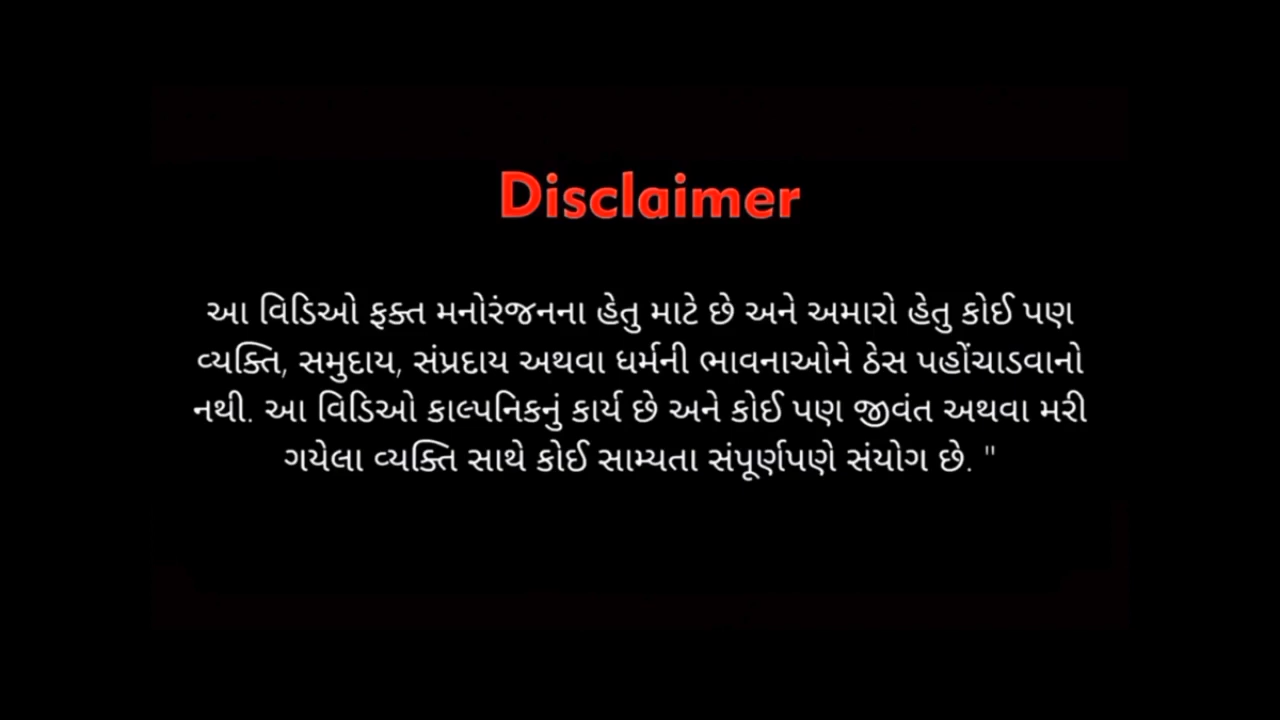 Disclaimer
આ વિડિઓ ફક્ત મનોરંજનના હેતુ માટે છે અને અમારો હેતુ કોઈ પણ
વ્યક્તિ, સમુદાય, સંપ્રદાય અથવા ધર્મની ભાવનાઓને ઠેસ પહોંચાડવાનો
નથી. આ વિડિઓ કાલ્પનિકનું કાર્ય છે અને કોઈ પણ જીવંત અથવા મરી
ગયેલા વ્યક્તિ સાથે કોઈ સામ્યતા સંપૂર્ણપણે સંયોગ છે. "